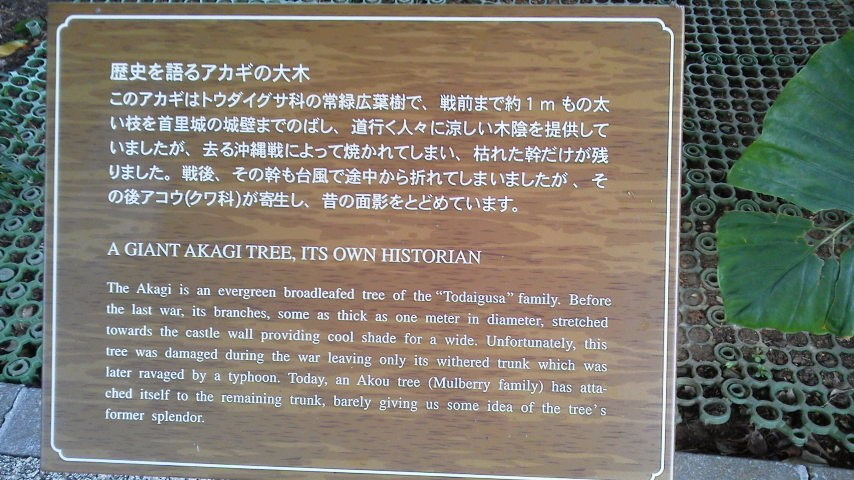 歴史を語るアカギの大木
このアカギはトウダイグサ科の常緑広葉樹で、戦前まで約1mもの太
い枝を首里城の城壁までのばし、道行く人々に涼しい木陰を提供して
いましたが、去る沖縄戦によって焼かれてしまい、枯れた幹だけが残
りました。戦後、その幹も台風で途中から折れてしまいましたが、そ
の後アコウ(クワ科)が寄生し、昔の面影をとどめています。
A GIANT AKAGI TREE, ITS OWN HISTORIAN
The Akagi is an evergreen broadleafed tree of the “Todaigusa” family. Before
the last war, its branches, some as thick as one meter in diameter, stretched
towards the castle wall providing cool shade for a wide. Unfortunately, this
tree was damaged during the war leaving only its withered trunk which was
later ravaged by a typhoon. Today, an Akou tree (Mulberry family) has atta-
ched itself to the remaining trunk, barely giving us some idea of the tree's
former splendor.